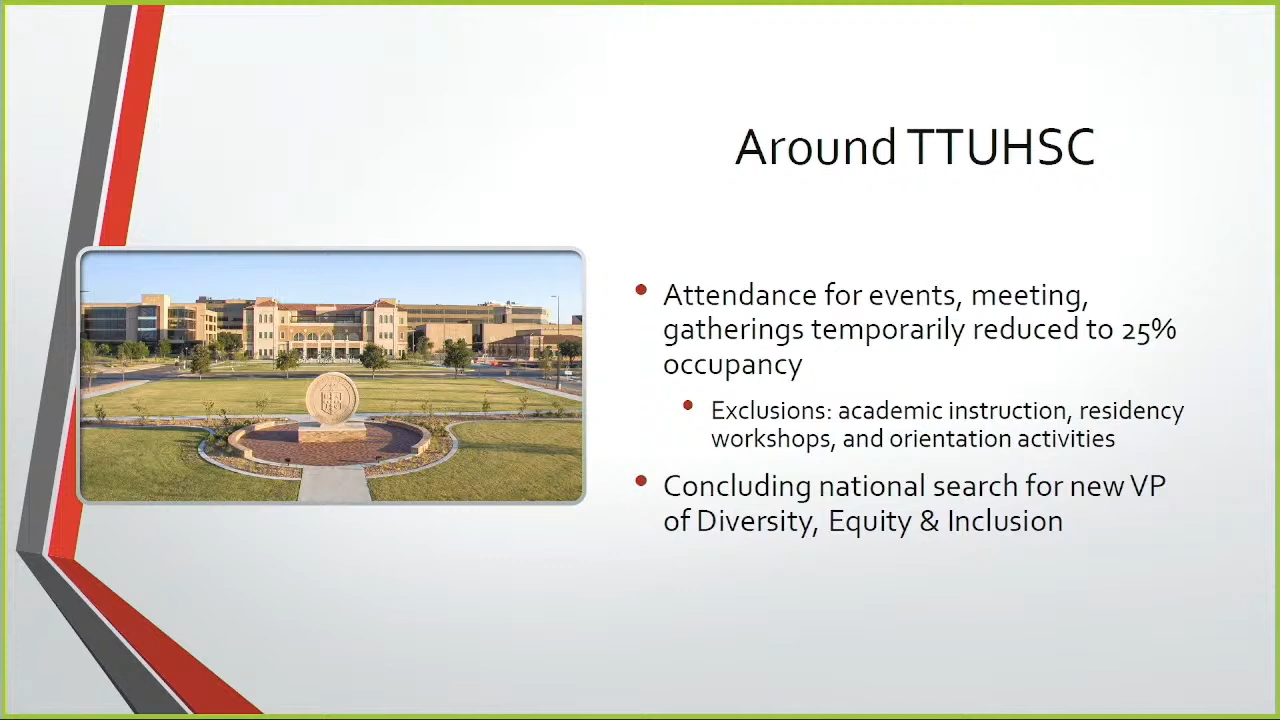 Around TTUHSC
• Attendance for events, meeting,
gatherings temporarily reduced to 25%
occupancy
• Exclusions: academic instruction, residency
workshops, and orientation activities
• Concluding national search for new VP
of Diversity, Equity & Inclusion